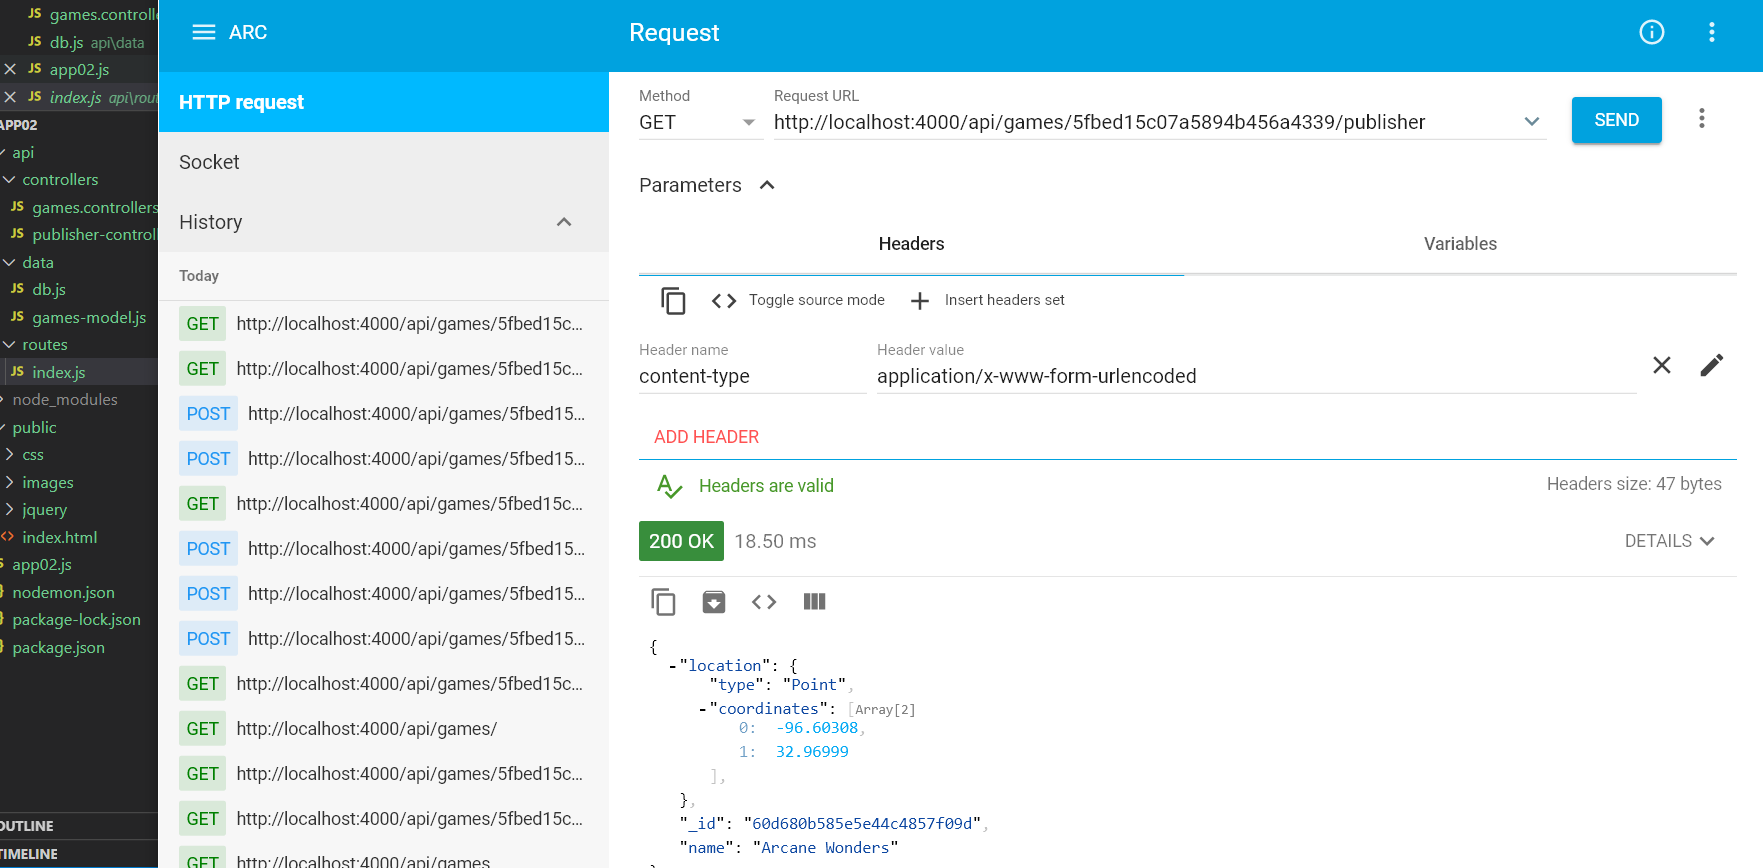 JS games.controlle
JS db.js api\data
JS app02.js
JS index.js api\rout
APP02
api
controllers
JS games.controllers
JS publisher-controll
data
JS db.js
JS games-model.js
routes
JS index.js
node_modules
public
css
images
jquery
<> index.html
app02.js
nodemon.json
package-lock.json
package.json
OUTLINE
TIMELINE
ARC
HTTP request
Socket
History
Today
GET http://localhost:4000/api/games/5fbed15c...
GET http://localhost:4000/api/games/5fbed15c...
POST http://localhost:4000/api/games/5fbed15...
POST http://localhost:4000/api/games/5fbed15...
GET http://localhost:4000/api/games/5fbed15c...
POST http://localhost:4000/api/games/5fbed15...
POST http://localhost:4000/api/games/5fbed15...
POST http://localhost:4000/api/games/5fbed15...
GET http://localhost:4000/api/games/5fbed15c...
GET http://localhost:4000/api/games/
GET http://localhost:4000/api/games/5fbed15c...
GET http://localhost:4000/api/games/5fbed15c...
GET http://localhost:4000/api/games
Request
Method
GET
Request URL
http://localhost:4000/api/games/5fbed15c07a5894b456a4339/publisher
SEND
Parameters
Headers Variables
Toggle source mode Insert headers set
Header name Header value
content-type application/x-www-form-urlencoded
ADD HEADER
Headers are valid Headers size: 47 bytes
200 OK 18.50 ms DETAILS
{
-"location": {
"type": "Point",
-"coordinates": [Array[2]
0: -96.60308,
1: 32.96999
],
},
"_id": "60d680b585e5e44c4857f09d",
"name": "Arcane Wonders"